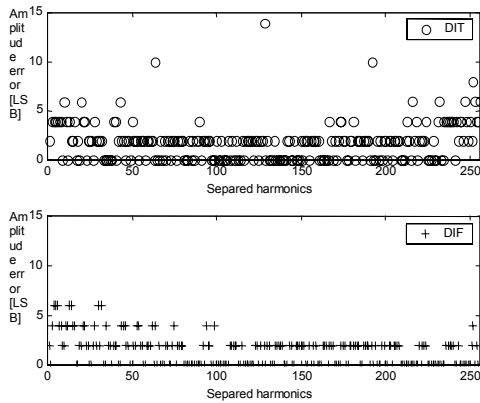 Am
plit
ud
e
err
or
[LS
B]
15
10
5
0
DIT
0 50 100 150 200 250
Separed harmonics
Am
plit
ud
e
err
or
[LS
B]
15
10
5
0
DIF
0 50 100 150 200 250
Separed harmonics